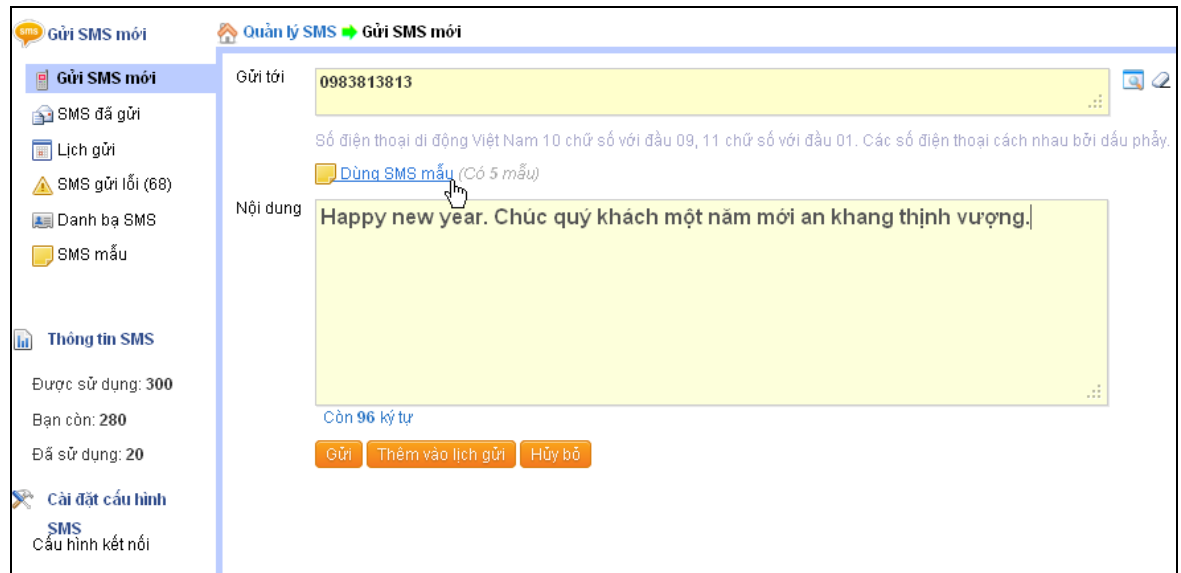 sms Gửi SMS mới
Gửi SMS mới
SMS đã gửi
Lịch gửi
SMS gửi lỗi (68)
Danh bạ SMS
SMS mẫu
Thông tin SMS
Được sử dụng: 300
Bạn còn: 280
Đã sử dụng: 20
Cài đặt cấu hình
SMS
Cấu hình kết nối
Quản lý SMS Gửi SMS mới
Gửi tới
0983813813
Số điện thoại di động Việt Nam 10 chữ số với đầu 09, 11 chữ số với đầu 01. Các số điện thoại cách nhau bởi dấu phẩy.
Dùng SMS mẫu (Có 5 mẫu)
Nội dung
Happy new year. Chúc quý khách một năm mới an khang thịnh vượng.
Còn 96 ký tự
Gửi Thêm vào lịch gửi Hủy bỏ